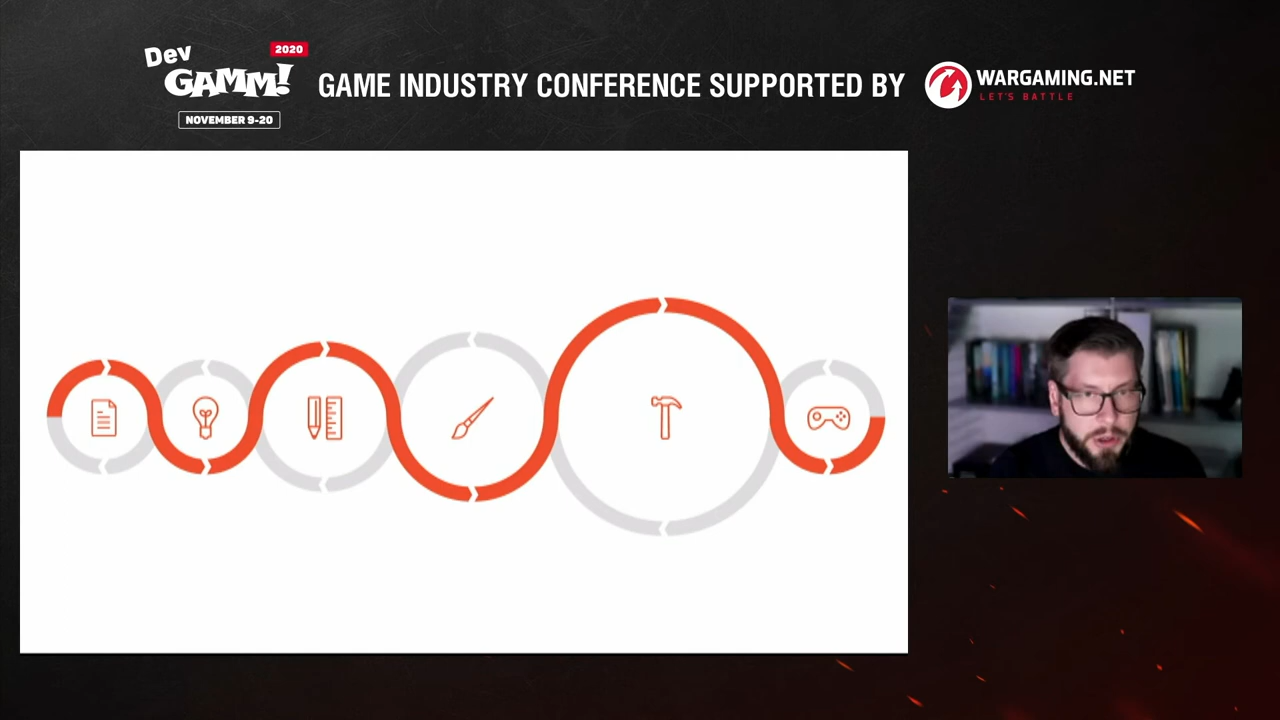 Dev
GAMM!
2020
NOVEMBER 9-20
GAME INDUSTRY CONFERENCE SUPPORTED BY
WARGAMING.NET
LET'S BATTLE